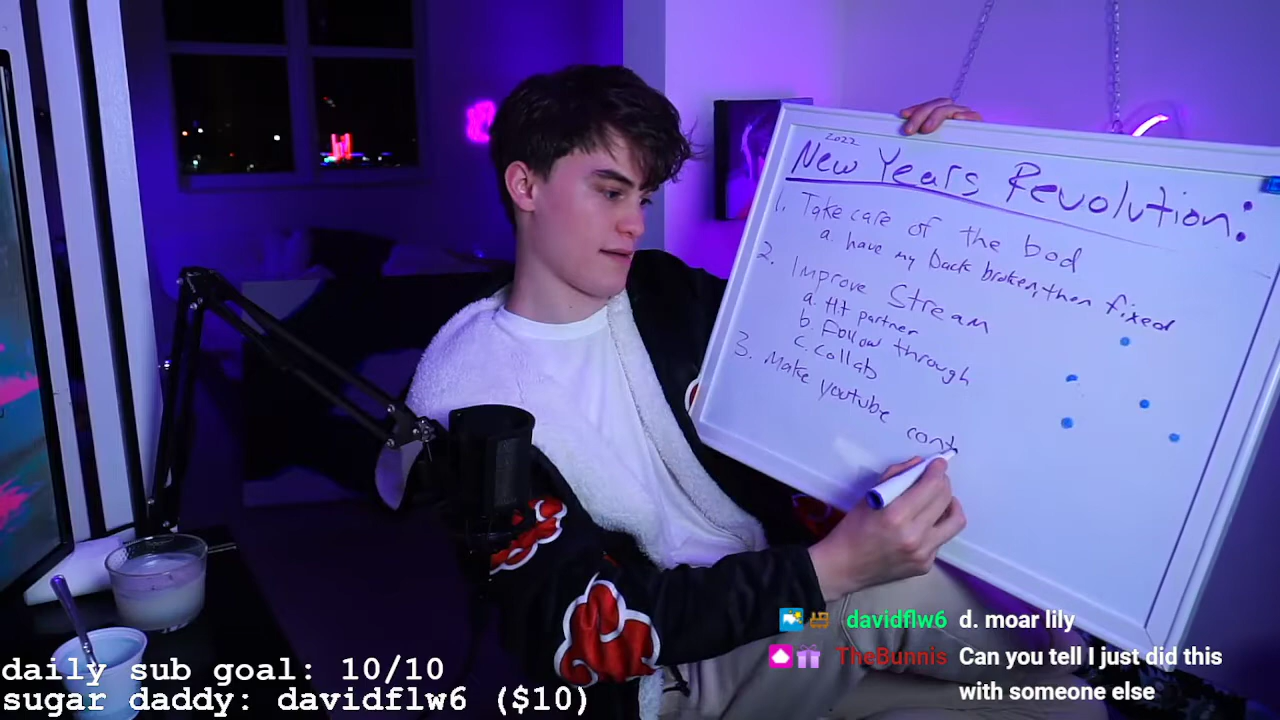 2022
New Years Revolution:
1. Take care of the bod
a. have my back broken, then fixed
2. Improve Stream
a. Hit partner
b. Follow through
c. Collab
3. Make youtube cont
davidflw6 d. moar lily
TheBunnis Can you tell I just did this
with someone else
daily sub goal: 10/10
sugar daddy: davidflw6 ($10)